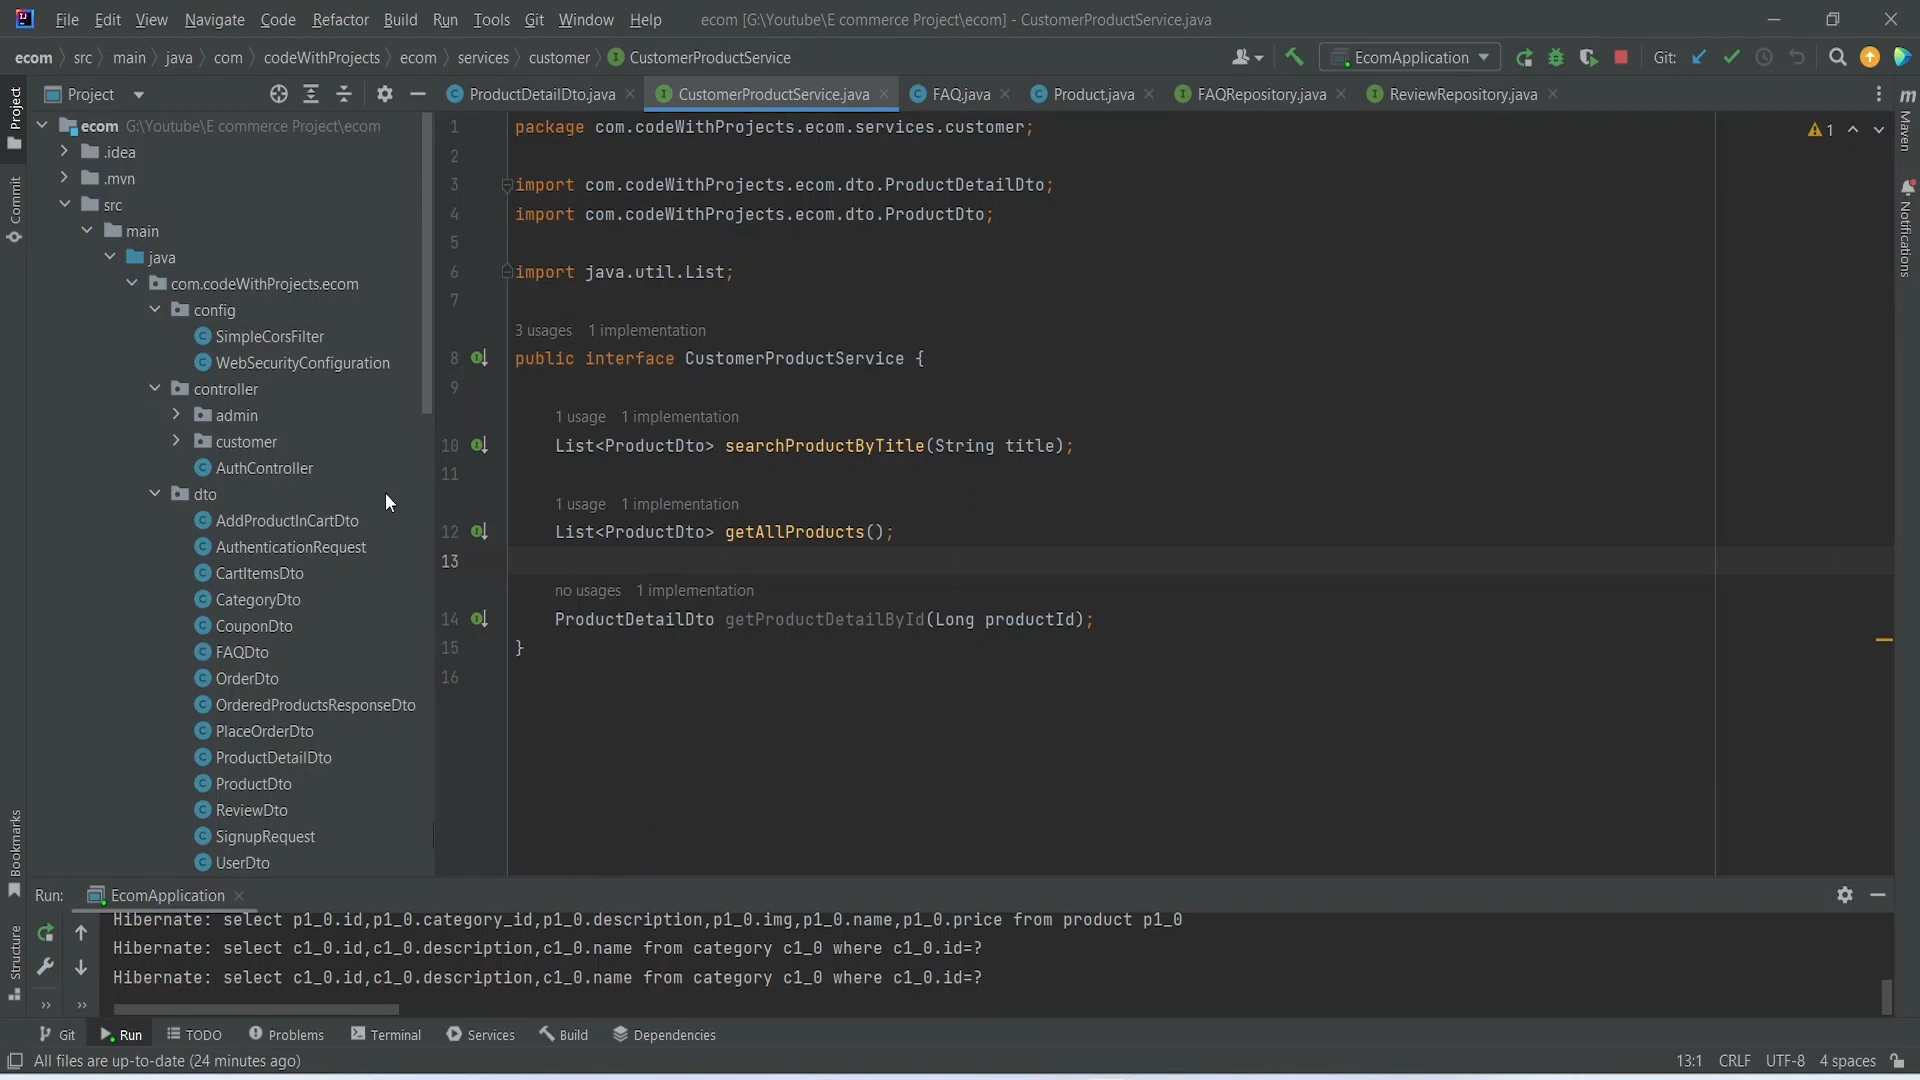 File Edit View Navigate Code Refactor Build Run Tools Git Window Help ecom [G:\Youtube\E commerce Project\ecom] - CustomerProductService.java
ecom src main java com codeWithProjects ecom services customer CustomerProductService EcomApplication Git:
Project
ProductDetailDto.java CustomerProductService.java FAQ.java Product.java FAQRepository.java ReviewRepository.java
Project
Commit
Bookmarks
Structure
Maven
Notifications
ecom G:\Youtube\E commerce Project\ecom
.idea
.mvn
src
main
java
com.codeWithProjects.ecom
config
SimpleCorsFilter
WebSecurityConfiguration
controller
admin
customer
AuthController
dto
AddProductInCartDto
AuthenticationRequest
CartItemsDto
CategoryDto
CouponDto
FAQDto
OrderDto
OrderedProductsResponseDto
PlaceOrderDto
ProductDetailDto
ProductDto
ReviewDto
SignupRequest
UserDto
1 package com.codeWithProjects.ecom.services.customer;
2
3 import com.codeWithProjects.ecom.dto.ProductDetailDto;
4 import com.codeWithProjects.ecom.dto.ProductDto;
5
6 import java.util.List;
7
3 usages 1 implementation
8 public interface CustomerProductService {
9
1 usage 1 implementation
10 List<ProductDto> searchProductByTitle(String title);
11
1 usage 1 implementation
12 List<ProductDto> getAllProducts();
13
no usages 1 implementation
14 ProductDetailDto getProductDetailById(Long productId);
15 }
16
1
Run: EcomApplication
Hibernate: select p1_0.id,p1_0.category_id,p1_0.description,p1_0.img,p1_0.name,p1_0.price from product p1_0
Hibernate: select c1_0.id,c1_0.description,c1_0.name from category c1_0 where c1_0.id=?
Hibernate: select c1_0.id,c1_0.description,c1_0.name from category c1_0 where c1_0.id=?
Git Run TODO Problems Terminal Services Build Dependencies
All files are up-to-date (24 minutes ago) 13:1 CRLF UTF-8 4 spaces